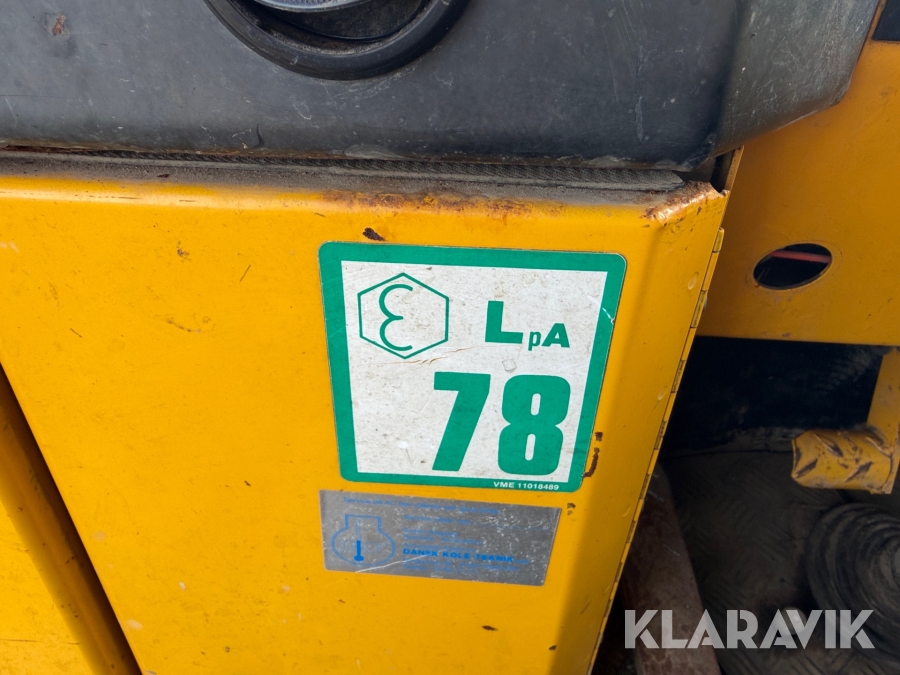 ε LpA
78
VME 11018489
DANSK KØLE TEKNIK
KLARAVIK